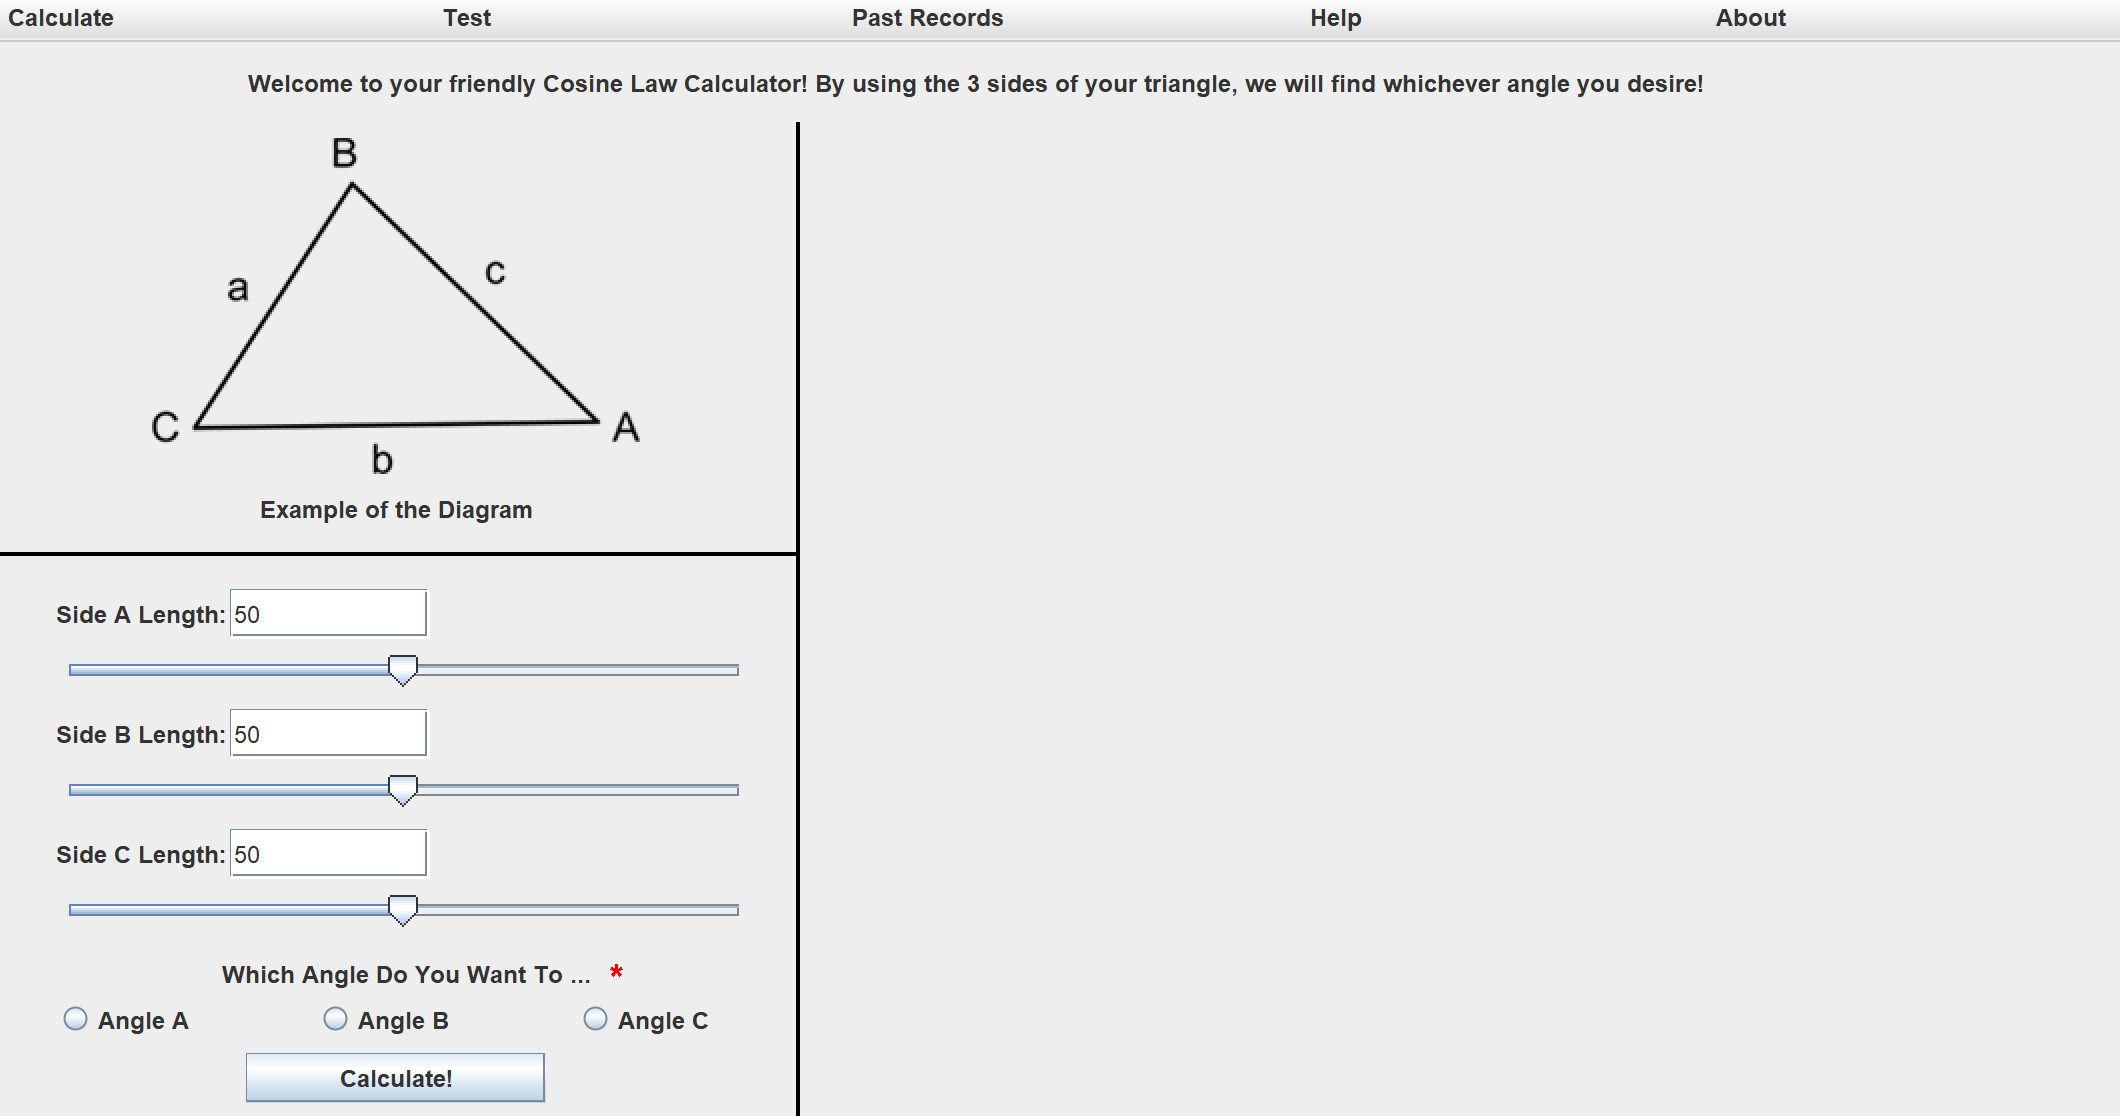 Calculate Test Past Records Help About
Welcome to your friendly Cosine Law Calculator! By using the 3 sides of your triangle, we will find whichever angle you desire!
B
a c
C A
b
Example of the Diagram
Side A Length: 50
Side B Length: 50
Side C Length: 50
Which Angle Do You Want To ... *
Angle A Angle B Angle C
Calculate!